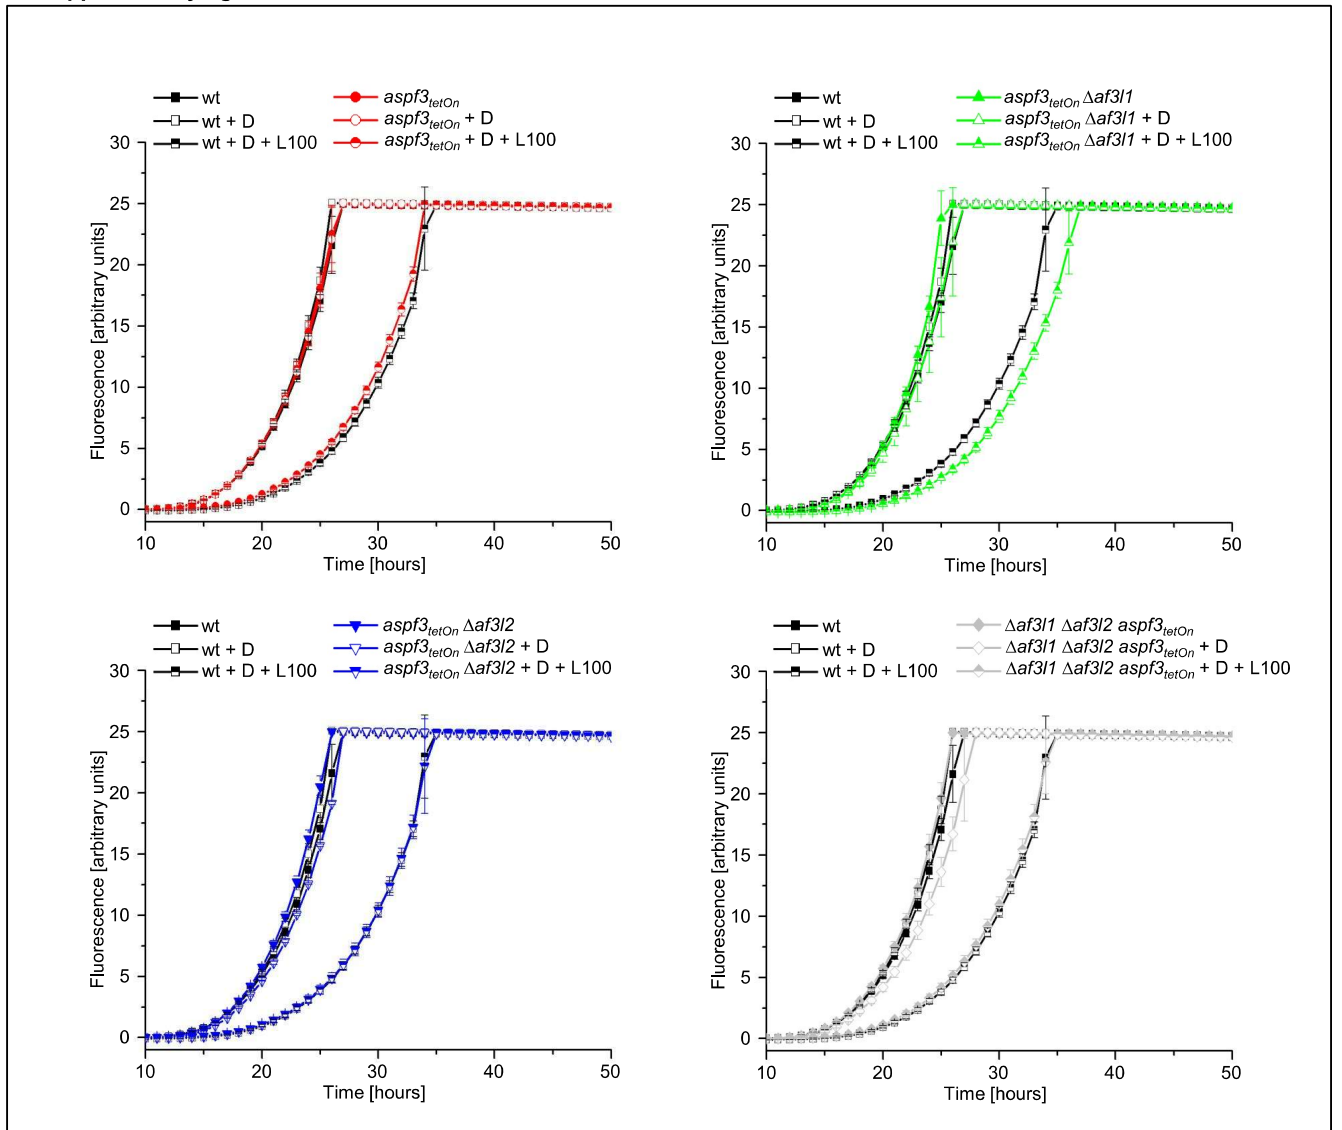 wt
wt + D
wt + D + L100
aspf3tetOn
aspf3tetOn + D
aspf3tetOn + D + L100
30
25
20
15
10
5
0
Fluorescence [arbitrary units]
10 20 30 40 50
Time [hours]
wt
wt + D
wt + D + L100
aspf3tetOn Δaf3l1
aspf3tetOn Δaf3l1 + D
aspf3tetOn Δaf3l1 + D + L100
30
25
20
15
10
5
0
Fluorescence [arbitrary units]
10 20 30 40 50
Time [hours]
wt
wt + D
wt + D + L100
aspf3tetOn Δaf3l2
aspf3tetOn Δaf3l2 + D
aspf3tetOn Δaf3l2 + D + L100
30
25
20
15
10
5
0
Fluorescence [arbitrary units]
10 20 30 40 50
Time [hours]
wt
wt + D
wt + D + L100
Δaf3l1 Δaf3l2 aspf3tetOn
Δaf3l1 Δaf3l2 aspf3tetOn + D
Δaf3l1 Δaf3l2 aspf3tetOn + D + L100
30
25
20
15
10
5
0
Fluorescence [arbitrary units]
10 20 30 40 50
Time [hours]